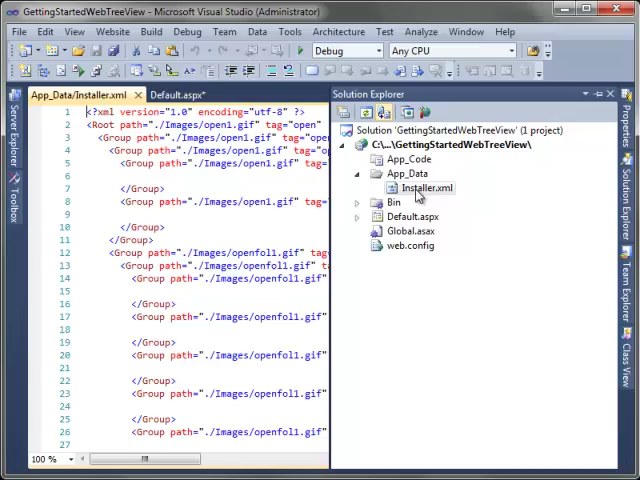 GettingStartedWebTreeView - Microsoft Visual Studio (Administrator)
File Edit View Website Build Debug Team Data Tools Architecture Test Analyze Window Help
Debug Any CPU
App_Data/Installer.xml Default.aspx*
1 <?xml version="1.0" encoding="utf-8" ?>
2 <Root path="./Images/open1.gif" tag="open"
3 <Group path="./Images/open1.gif" tag="open
4 <Group path="./Images/open1.gif" tag=
5 <Group path="./Images/open1.gif"
6
7 </Group>
8 <Group path="./Images/open1.gif"
9
10 </Group>
11 </Group>
12 <Group path="./Images/openfol1.gif" tag=
13 <Group path="./Images/openfol1.gif" ta
14 <Group path="./Images/openfol1.gif"
15
16 </Group>
17 <Group path="./Images/openfol1.gif"
18
19 </Group>
20 <Group path="./Images/openfol1.gif"
21
22 </Group>
23 <Group path="./Images/openfol1.gif"
24
25 </Group>
26 <Group path="./Images/openfol1.gif"
27
100 %
Server Explorer
Toolbox
Solution Explorer
Solution 'GettingStartedWebTreeView' (1 project)
C:\...\GettingStartedWebTreeView\
App_Code
App_Data
Installer.xml
Bin
Default.aspx
Global.asax
web.config
Properties
Solution Explorer
Team Explorer
Class View